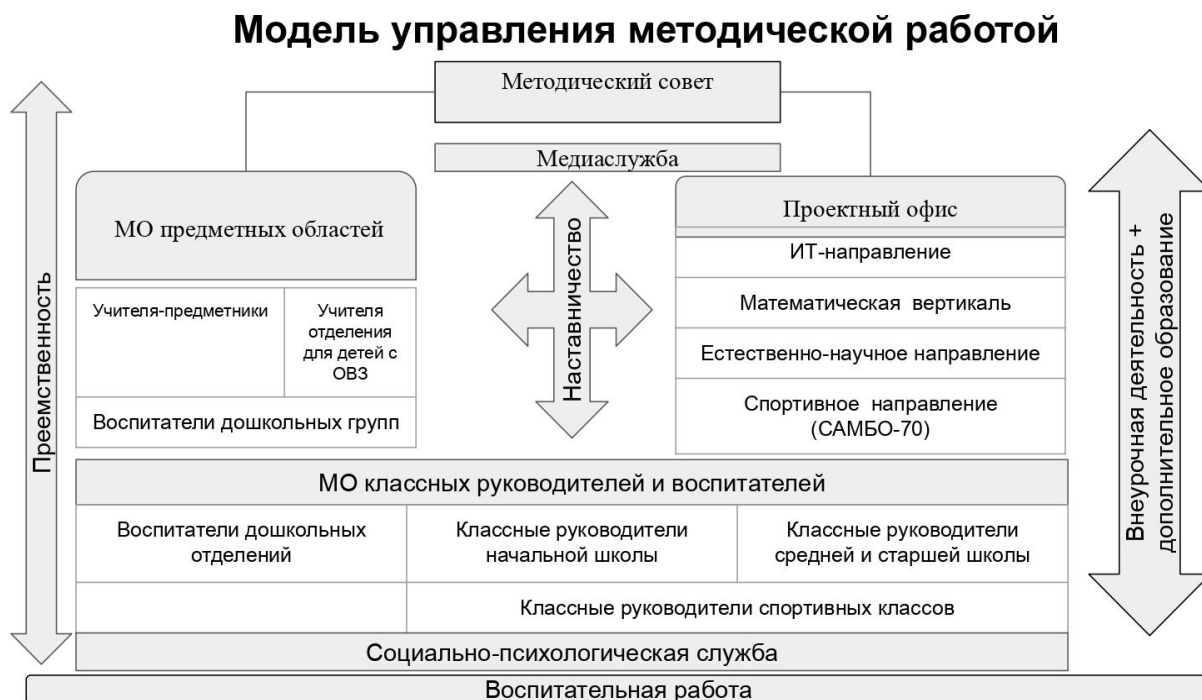 Модель управления методической работой
Методический совет
Медиаслужба
МО предметных областей
Проектный офис
ИТ-направление
Математическая вертикаль
Естественно-научное направление
Спортивное направление
(САМБО-70)
Учителя-предметники
Учителя
отделения
для детей с
ОВЗ
Воспитатели дошкольных групп
Наставничество
Преемственность
Внеурочная деятельность +
дополнительное образование
МО классных руководителей и воспитателей
Воспитатели дошкольных
отделений
Классные руководители
начальной школы
Классные руководители
средней и старшей школы
Классные руководители спортивных классов
Социально-психологическая служба
Воспитательная работа